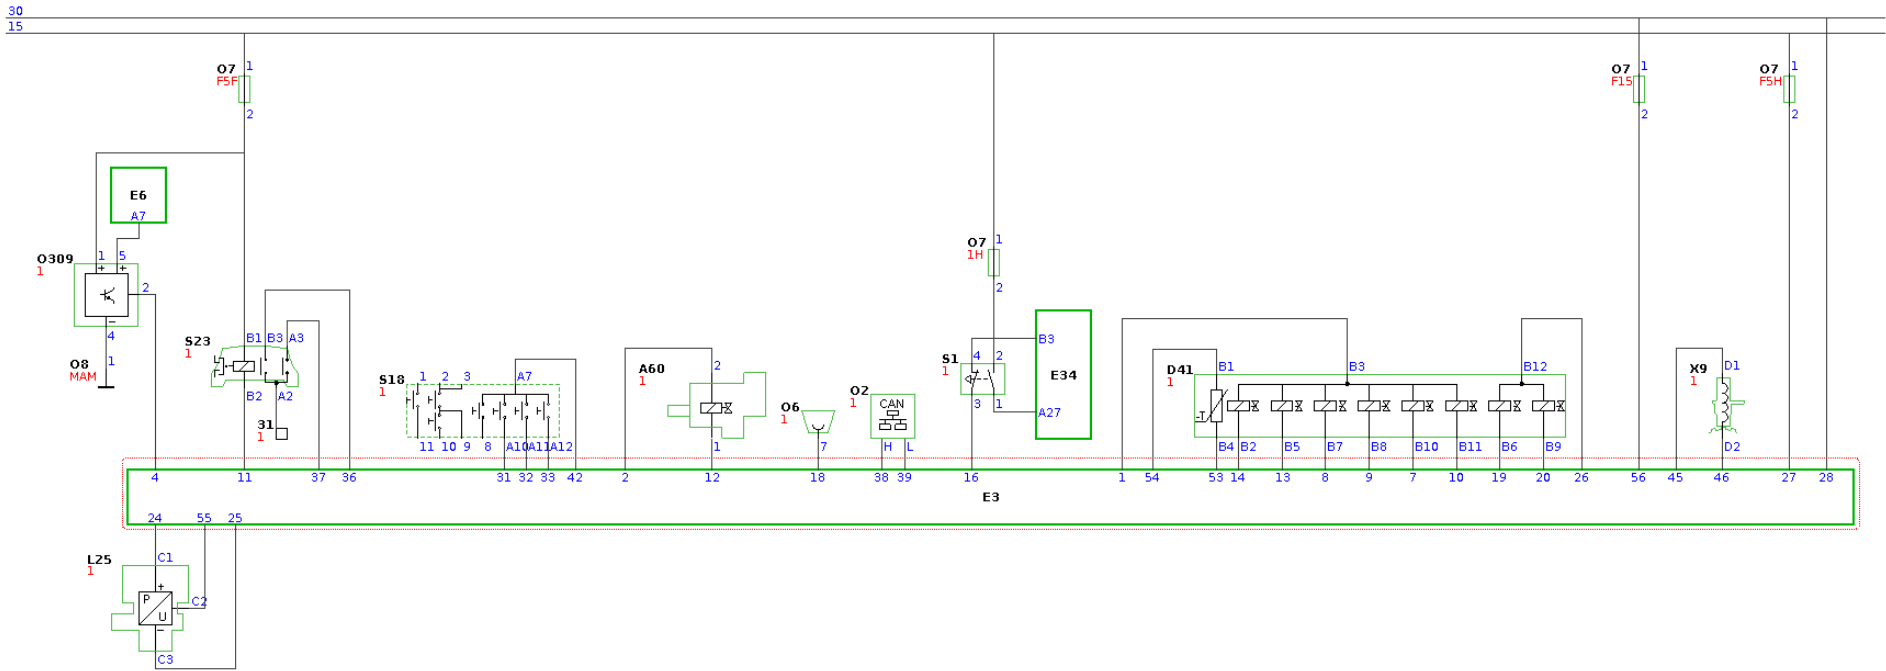 30
15
O7 1
F5F
2
O7 1
F15
2
O7 1
F5H
2
E6
A7
O309 1 5
1 + +
2
−
4
O8 1
MAM
S23 B1 B3 A3
1
B2 A2
31
1
S18 1 2 3 A7
1
11 10 9 8 A10 A11 A12
A60 2
1
1
O6
1
7
O2
1 CAN
H L
O7 1
1H
2
S1 4 2 B3
1
E34
3 1 A27
D41 B1 B3 B12
1
-T
B4 B2 B5 B7 B8 B10 B11 B6 B9
X9 D1
1
D2
4 11 37 36 31 32 33 42 2 12 18 38 39 16 1 54 53 14 13 8 9 7 10 19 20 26 56 45 46 27 28
E3
24 55 25
L25 C1
1
+
P
U
C2
−
C3